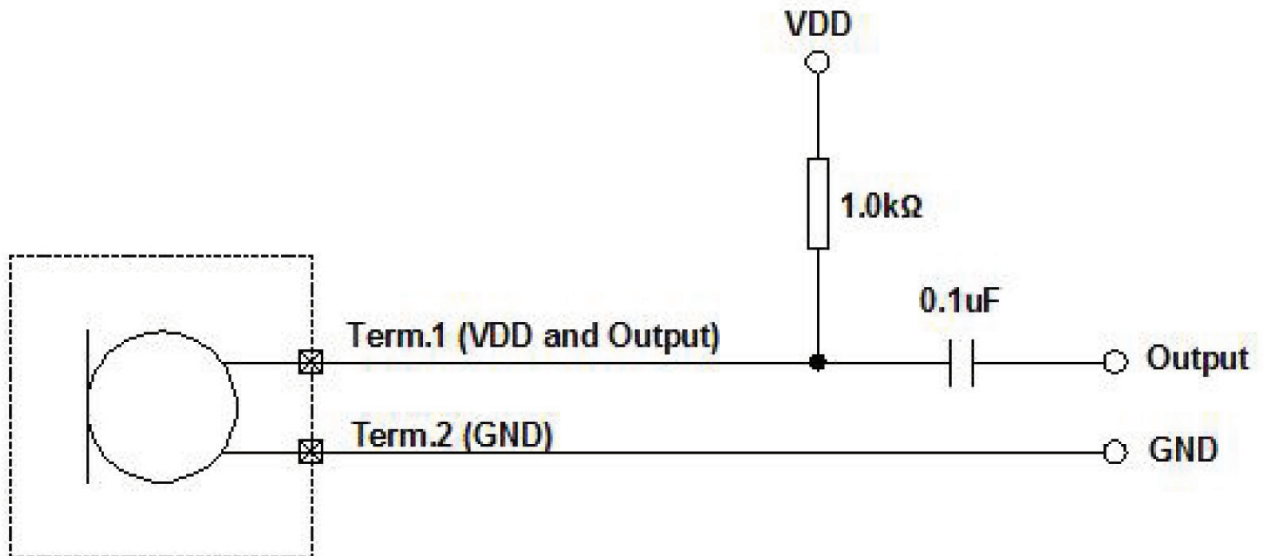 VDD
1.0kΩ
0.1uF
Term.1 (VDD and Output)
Output
Term.2 (GND)
GND